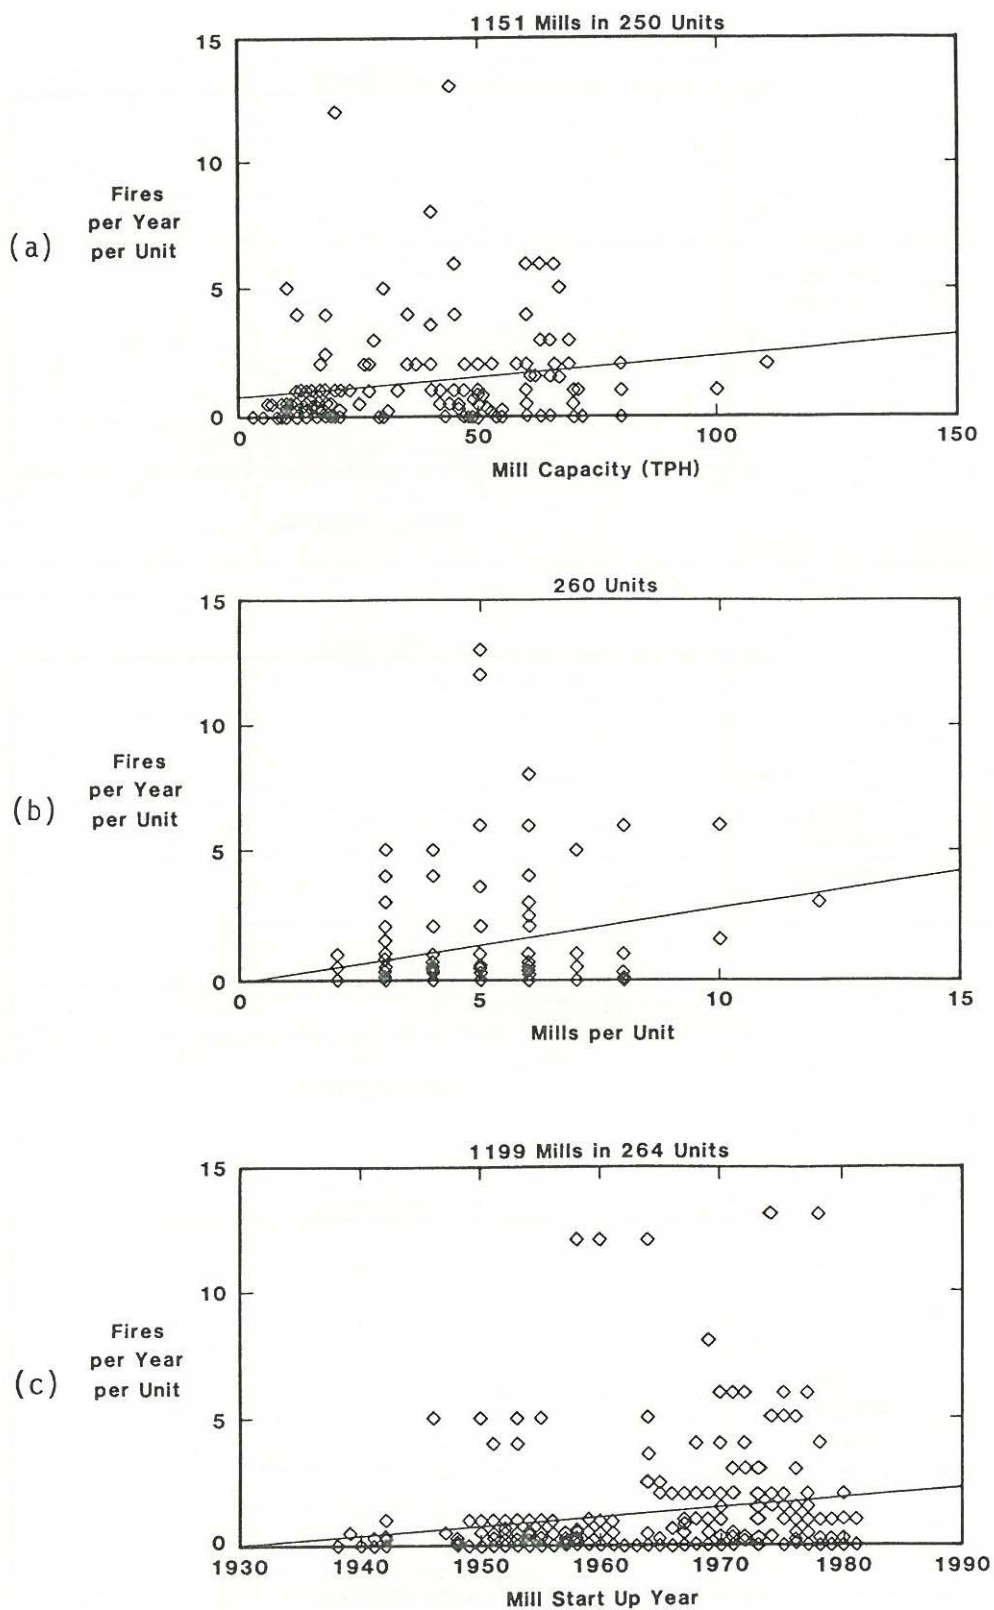 1151 Mills in 250 Units
15
10
5
0
Fires
per Year
per Unit
(a)
0 50 100 150
Mill Capacity (TPH)
260 Units
15
10
5
0
Fires
per Year
per Unit
(b)
0 5 10 15
Mills per Unit
1199 Mills in 264 Units
15
10
5
0
Fires
per Year
per Unit
(c)
1930 1940 1950 1960 1970 1980 1990
Mill Start Up Year